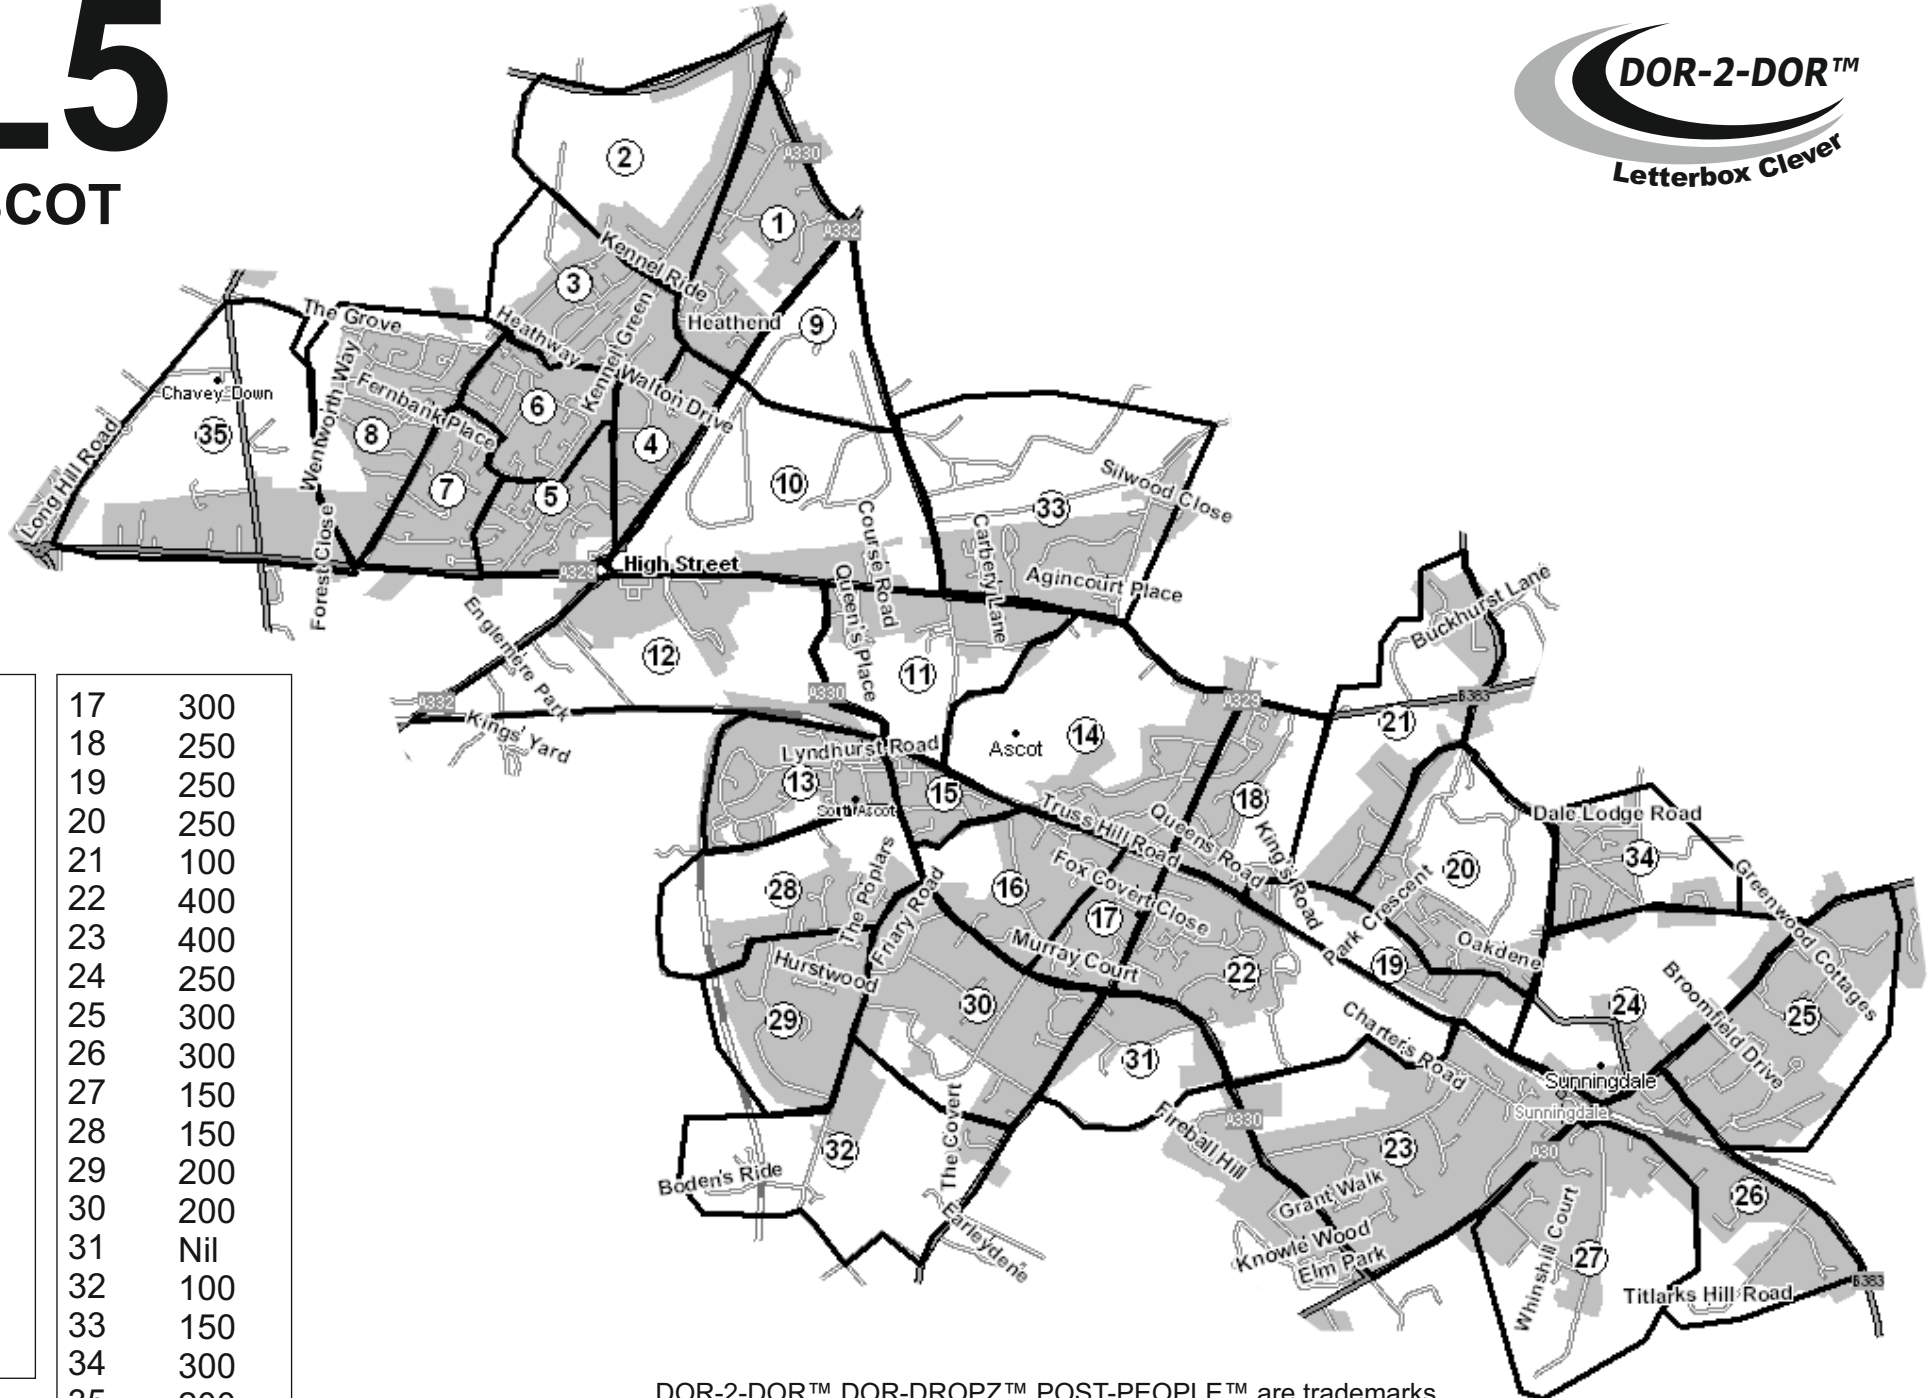 L5
SCOT
DOR-2-DOR™
Letterbox Clever
2
A330
1
A332
Kennel Ride
3
Heathend
9
The Grove
Heathway
Kennel Green
Walton Drive
Chavey Down
Wentworth Way
Fernbank Place
6
8
35
4
Long Hill Road
7
5
10
Silwood Close
33
Course Road
Carbery Lane
Forest Close
A329
High Street
Queen's Place
Agincourt Place
Buckhurst Lane
Englemere Park
12
11
A332
A330
A329
B383
Kings' Yard
21
Lyndhurst Road
Ascot
14
13
South Ascot
15
18
Truss Hill Road
Queen's Road
King's Road
Dale Lodge Road
34
20
The Poplars
Fox Covert Close
28
16
17
Friary Road
Park Crescent
Greenwood Cottages
Murray Court
Oakdene
Hurstwood
22
19
Broomfield Drive
29
30
24
25
Charter's Road
31
Sunningdale
Sunningdale
The Covert
Fireball Hill
A330
32
23
A30
Boden's Ride
Grant Walk
26
Earleydene
Knowle Wood
Elm Park
Whinshill Court
27
Titlarks Hill Road
B383
17 300
18 250
19 250
20 250
21 100
22 400
23 400
24 250
25 300
26 300
27 150
28 150
29 200
30 200
31 Nil
32 100
33 150
34 300
DOR-2-DOR™ DOR-DROPZ™ POST-PEOPLE™ are trademarks